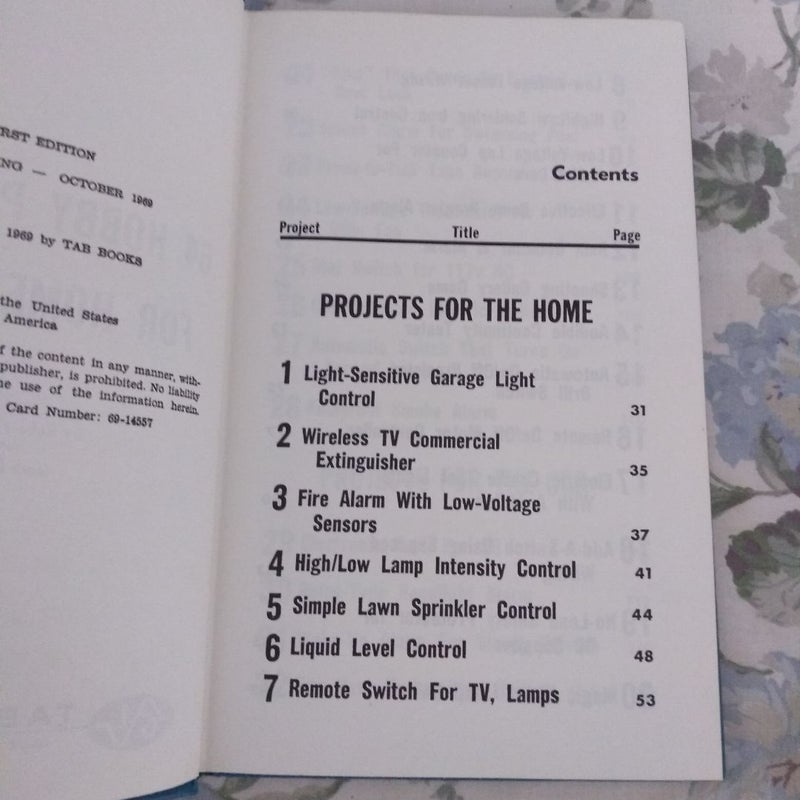 RST EDITION
NG — OCTOBER 1969
1969 by TAB BOOKS
the United States
America
f the content in any manner, with-
publisher, is prohibited. No liability
he use of the information herein.
Card Number: 69-14557
Contents
Project Title Page
PROJECTS FOR THE HOME
1 Light-Sensitive Garage Light
Control 31
2 Wireless TV Commercial
Extinguisher 35
3 Fire Alarm With Low-Voltage
Sensors 37
4 High/Low Lamp Intensity Control 41
5 Simple Lawn Sprinkler Control 44
6 Liquid Level Control 48
7 Remote Switch For TV, Lamps 53